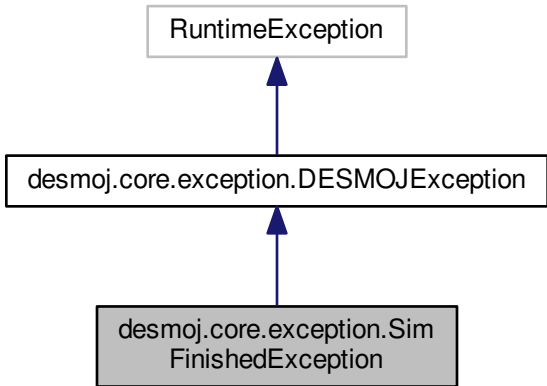 RuntimeException
desmoj.core.exception.DESMOJException
desmoj.core.exception.Sim
FinishedException